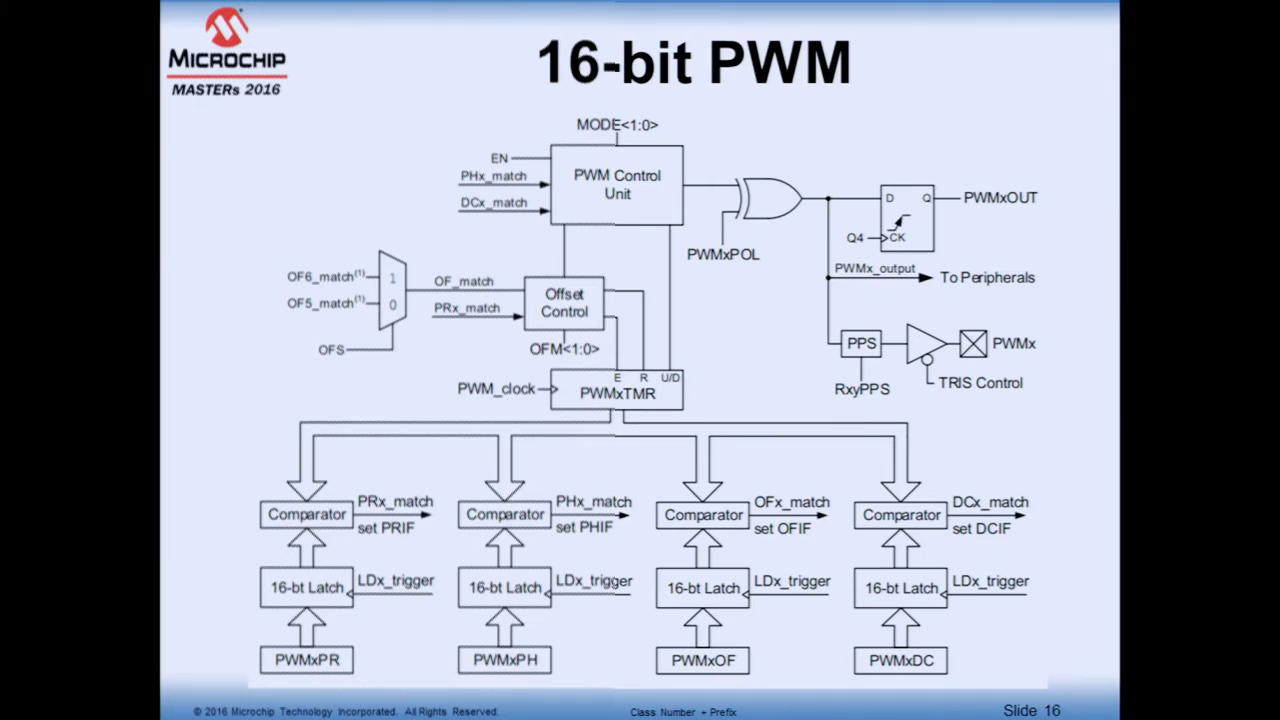 MICROCHIP
MASTERs 2016
16-bit PWM
MODE<1:0>
EN
PHx_match
DCx_match
PWM Control
Unit
PWMxPOL
D Q
Q4 CK
PWMxOUT
PWMx_output
To Peripherals
OF6_match(1)
OF5_match(1)
1
0
OFS
OF_match
PRx_match
Offset
Control
OFM<1:0>
PPS
PWMx
RxyPPS
TRIS Control
PWM_clock
E R U/D
PWMxTMR
Comparator
PRx_match
set PRIF
Comparator
PHx_match
set PHIF
Comparator
OFx_match
set OFIF
Comparator
DCx_match
set DCIF
16-bt Latch
LDx_trigger
16-bt Latch
LDx_trigger
16-bt Latch
LDx_trigger
16-bt Latch
LDx_trigger
PWMxPR
PWMxPH
PWMxOF
PWMxDC
© 2016 Microchip Technology Incorporated. All Rights Reserved.
Class Number + Prefix
Slide 16